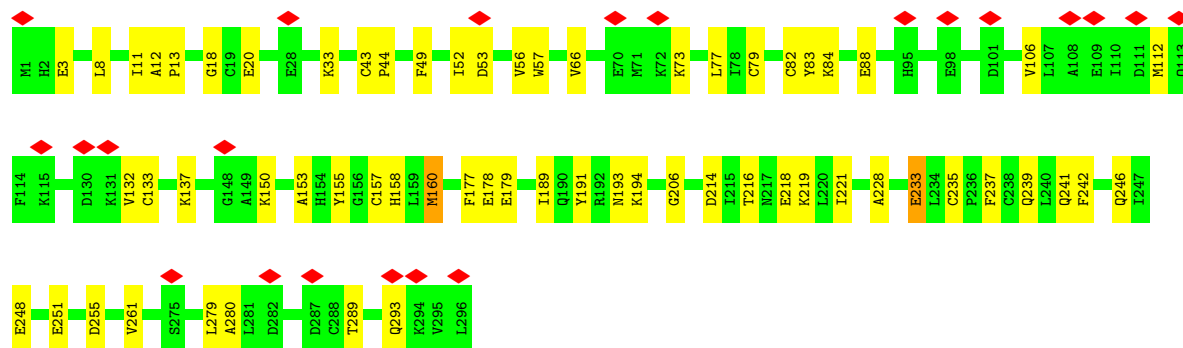 M1 H2 E3 L8 I11 A12 P13 G18 C19 E20 E28 K33 C43 P44 F49 I52 D53 V56 W57 V66 E70 M71 K72 K73 L77 I78 C79 C82 Y83 K84 E88 H95 E98 D101 V106 L107 A108 E109 I110 D111 M112 Q113
F114 K115 D130 K131 V132 C133 K137 G148 A149 K150 A153 H154 Y155 G156 C157 H158 L159 M160 F177 E178 E179 I189 Q190 Y191 R192 N193 K194 G206 D214 I215 T216 N217 E218 K219 L220 I221 A228 E233 L234 C235 P236 F237 C238 Q239 L240 Q241 F242 Q246 I247
E248 E251 D255 V261 S275 L279 A280 L281 D282 D287 C288 T289 Q293 K294 V295 L296